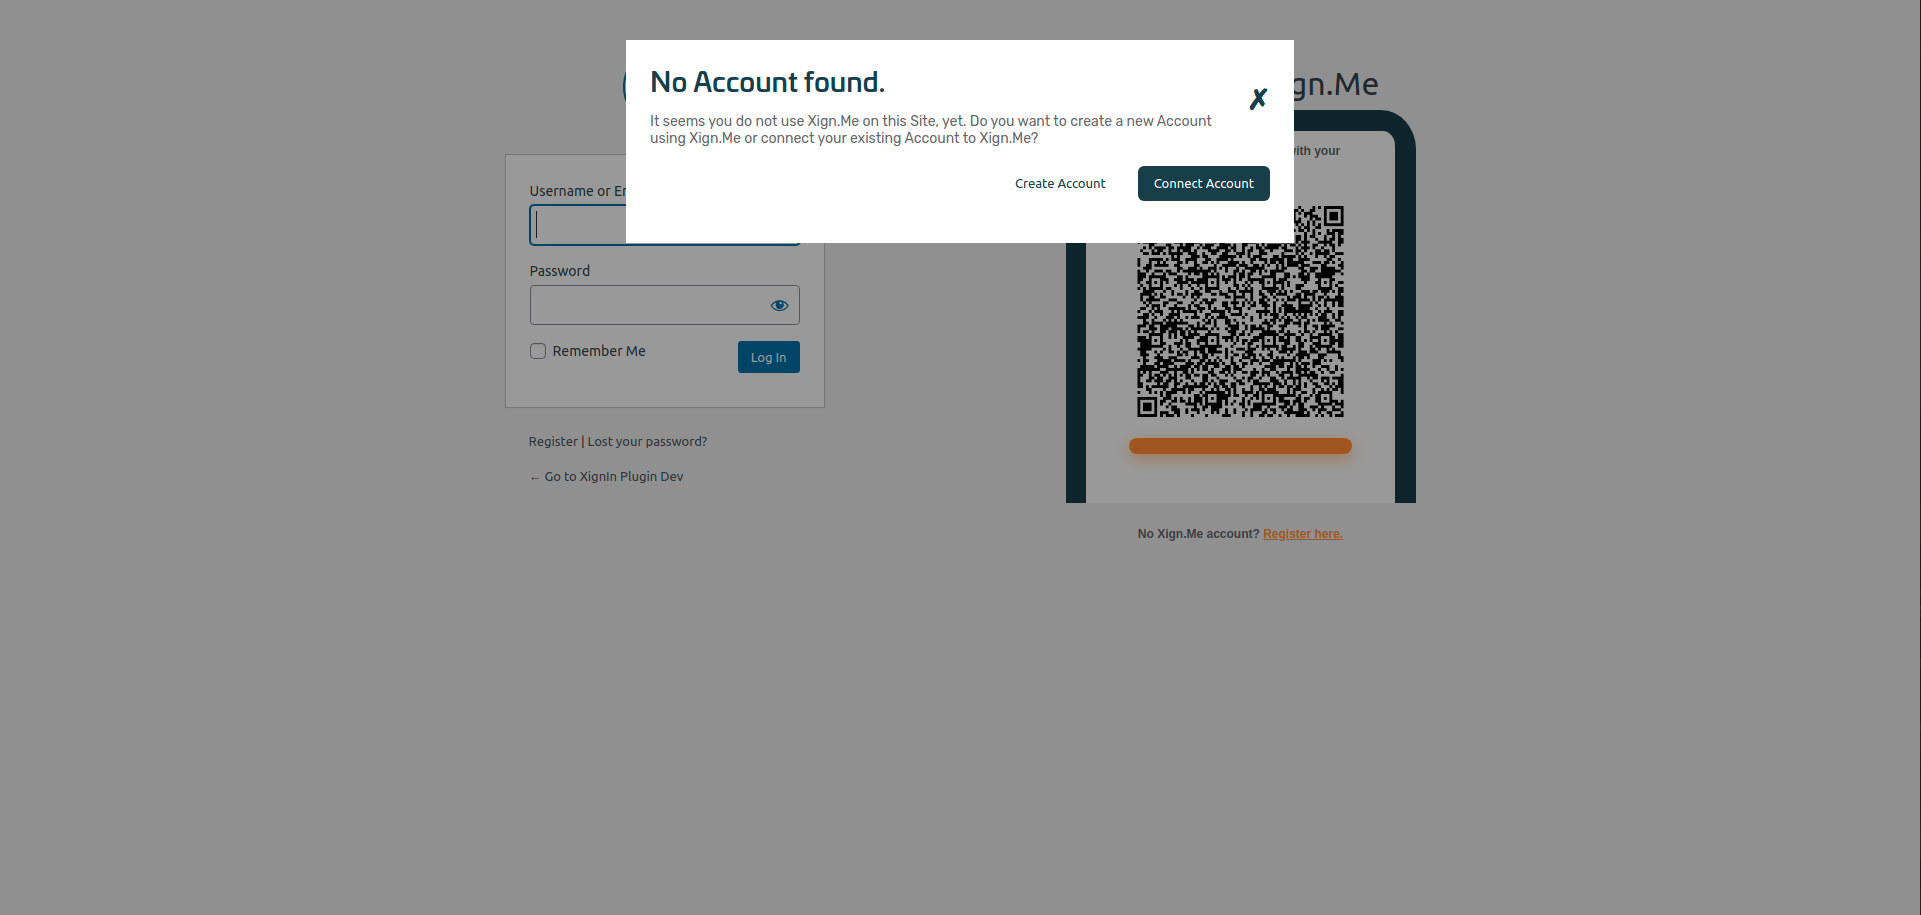 No Account found.
✗
It seems you do not use Xign.Me on this Site, yet. Do you want to create a new Account
using Xign.Me or connect your existing Account to Xign.Me?
Create Account
Connect Account
Username or
Password
Remember Me
Log In
Register | Lost your password?
← Go to XignIn Plugin Dev
gn.Me
with your
No Xign.Me account? Register here.